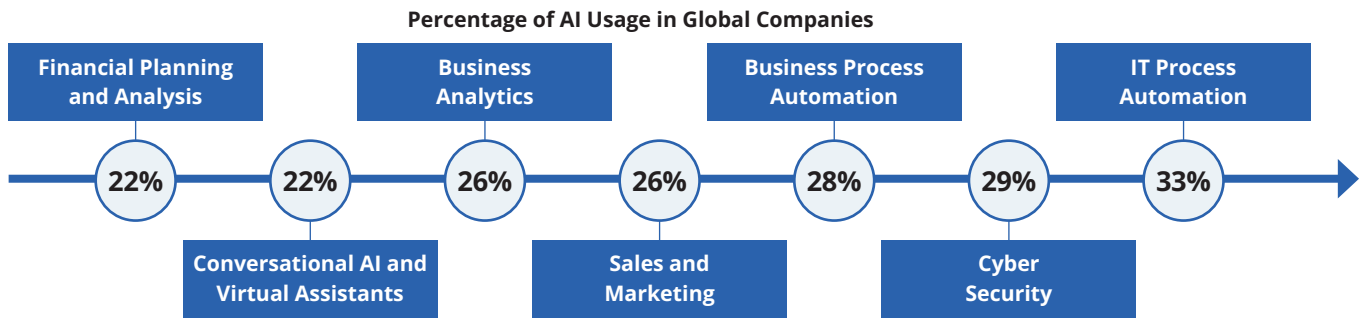 Percentage of AI Usage in Global Companies
Financial Planning
and Analysis
Business
Analytics
Business Process
Automation
IT Process
Automation
22%
22%
26%
26%
28%
29%
33%
Conversational AI and
Virtual Assistants
Sales and
Marketing
Cyber
Security